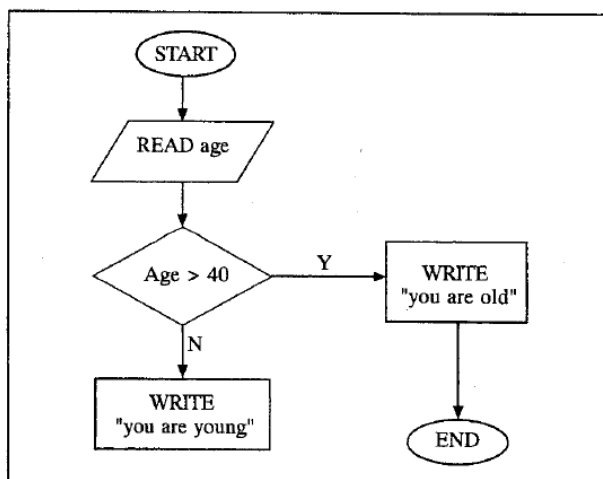 START
READ age
Age > 40
Y
WRITE
"you are old"
N
WRITE
"you are young"
END